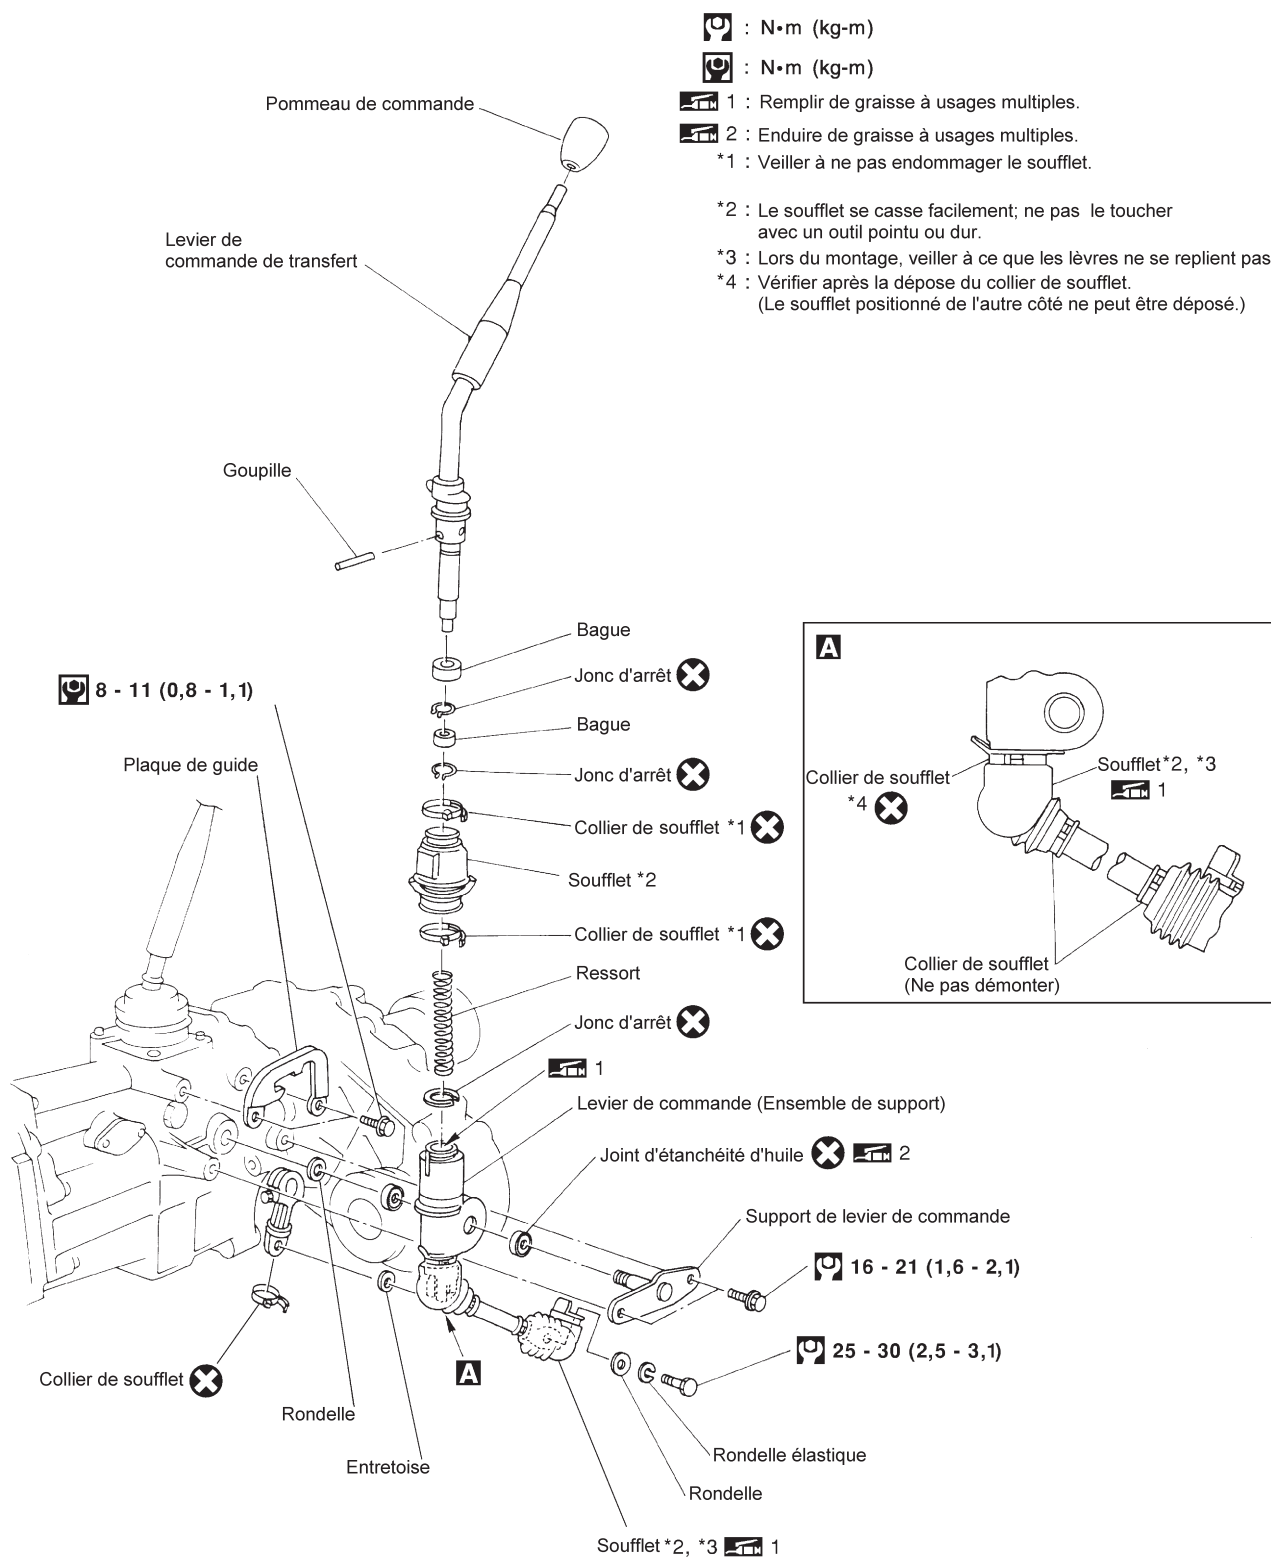 : N•m (kg-m)
: N•m (kg-m)
1 : Remplir de graisse à usages multiples.
2 : Enduire de graisse à usages multiples.
*1 : Veiller à ne pas endommager le soufflet.
*2 : Le soufflet se casse facilement; ne pas le toucher
avec un outil pointu ou dur.
*3 : Lors du montage, veiller à ce que les lèvres ne se replient pas
*4 : Vérifier après la dépose du collier de soufflet.
(Le soufflet positionné de l'autre côté ne peut être déposé.)
Pommeau de commande
Levier de
commande de transfert
Goupille
Bague
Jonc d'arrêt
8 - 11 (0,8 - 1,1)
Bague
Plaque de guide
Jonc d'arrêt
Collier de soufflet *1
Soufflet *2
Collier de soufflet *1
Ressort
Jonc d'arrêt
1
Levier de commande (Ensemble de support)
Joint d'étanchéité d'huile 2
Support de levier de commande
16 - 21 (1,6 - 2,1)
25 - 30 (2,5 - 3,1)
A
Collier de soufflet
Rondelle
Entretoise
Rondelle élastique
Rondelle
Soufflet *2, *3 1
A
Soufflet *2, *3
1
Collier de soufflet
*4
Collier de soufflet
(Ne pas démonter)